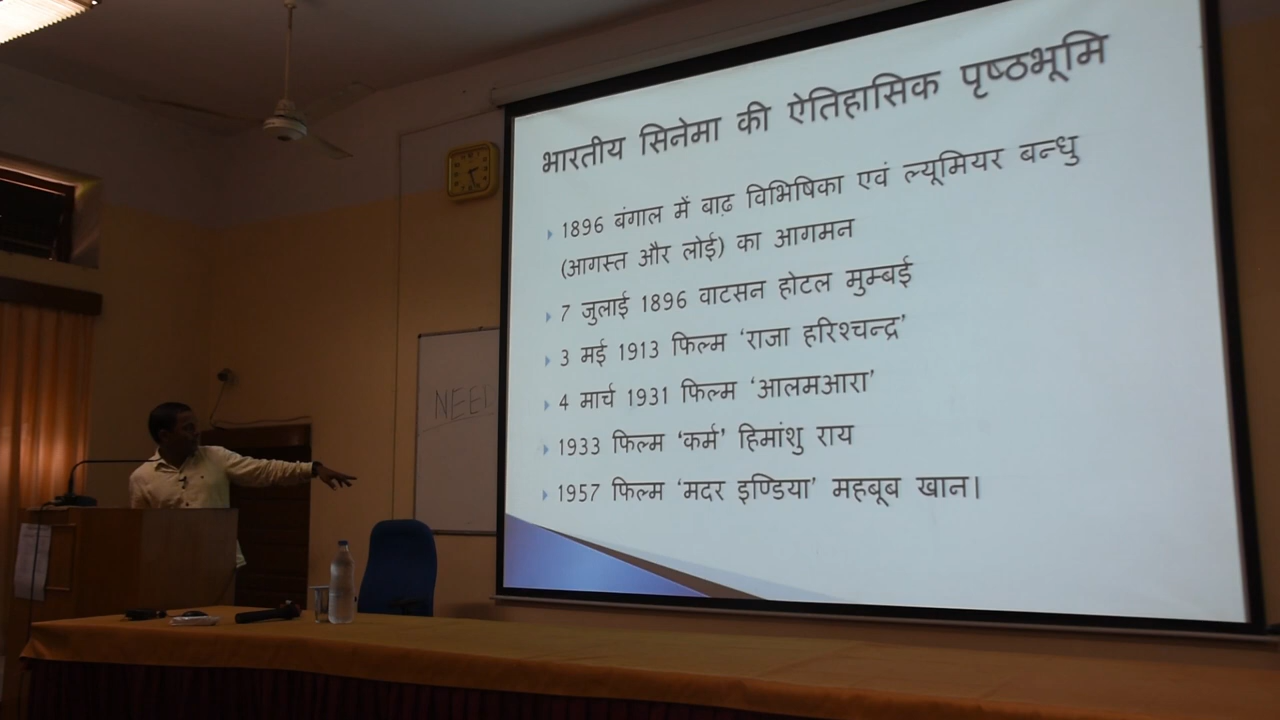 भारतीय सिनेमा की ऐतिहासिक पृष्ठभूमि
1896 बंगाल में बाढ़ विभिषिका एवं ल्यूमियर बन्धु
(आगस्त और लोई) का आगमन
7 जुलाई 1896 वाटसन होटल मुम्बई
3 मई 1913 फिल्म ‘राजा हरिश्चन्द्र’
4 मार्च 1931 फिल्म ‘आलमआरा’
1933 फिल्म ‘कर्म’ हिमांशु राय
1957 फिल्म ‘मदर इण्डिया’ महबूब खान।